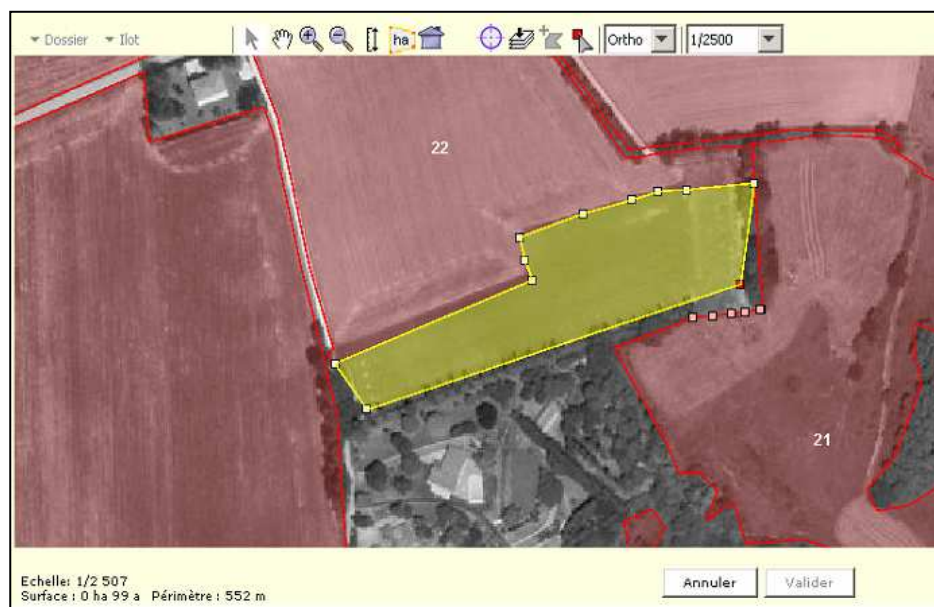 Dossier Ilot ha Ortho 1/2500
22
21
Echelle: 1/2 507
Surface : 0 ha 99 a Périmètre : 552 m
Annuler Valider